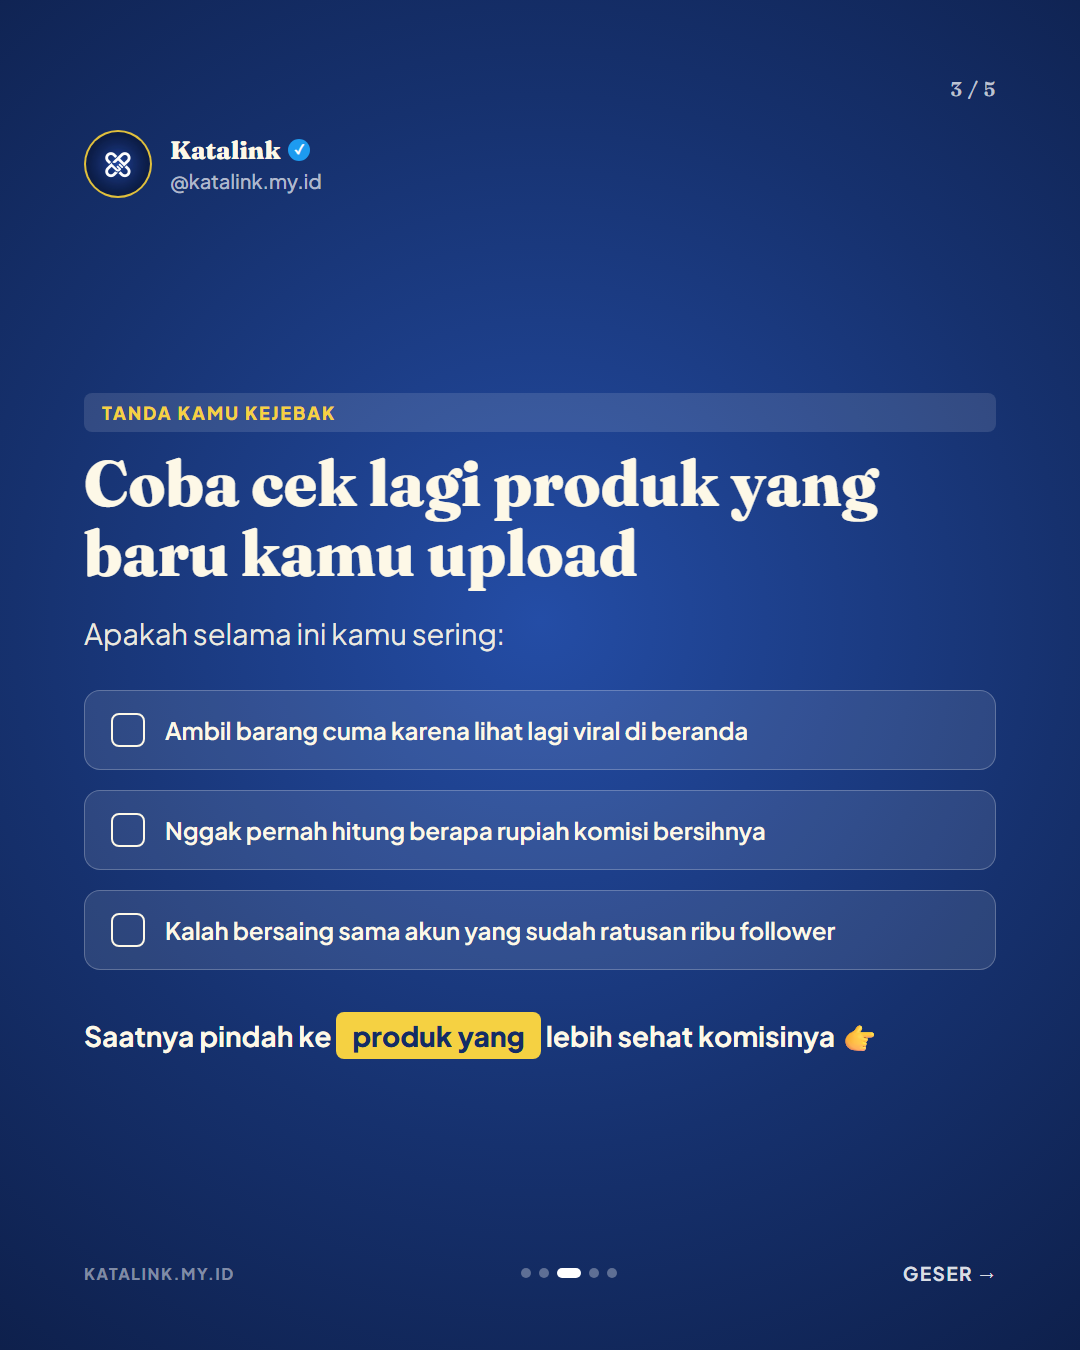 3 / 5
Katalink
@katalink.my.id
TANDA KAMU KEJEBAK
Coba cek lagi produk yang
baru kamu upload
Apakah selama ini kamu sering:
Ambil barang cuma karena lihat lagi viral di beranda
Nggak pernah hitung berapa rupiah komisi bersihnya
Kalah bersaing sama akun yang sudah ratusan ribu follower
Saatnya pindah ke produk yang lebih sehat komisinya 👉
KATALINK.MY.ID
GESER →